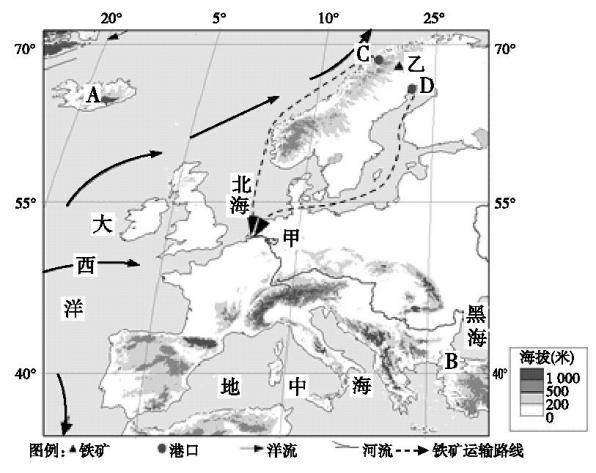 20° 5° 10° 25°
70° 70°
C
乙
D
A
北
海
55° 大 55°
甲
西
洋
黑
海
B
40° 地 中 海 40°
海拔(米)
1 000
500
200
0
图例: 铁矿 港口 洋流 河流 铁矿运输路线